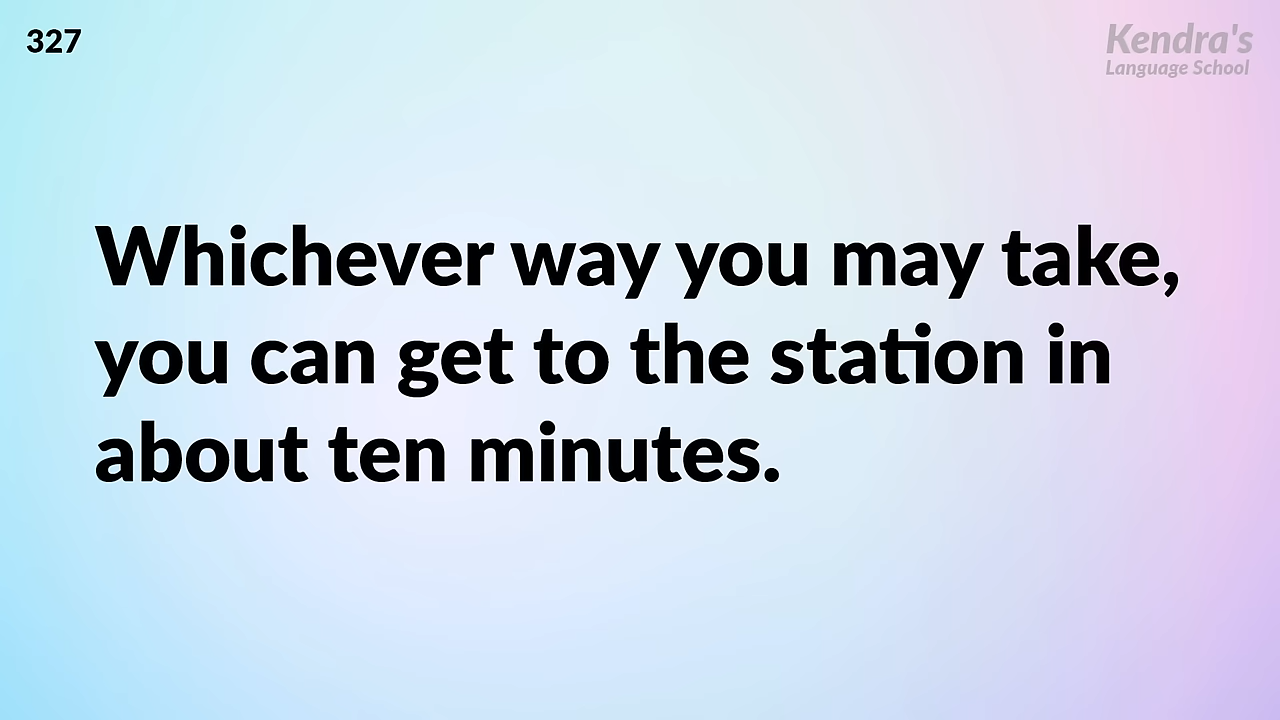 327
Kendra's
Language School
Whichever way you may take,
you can get to the station in
about ten minutes.